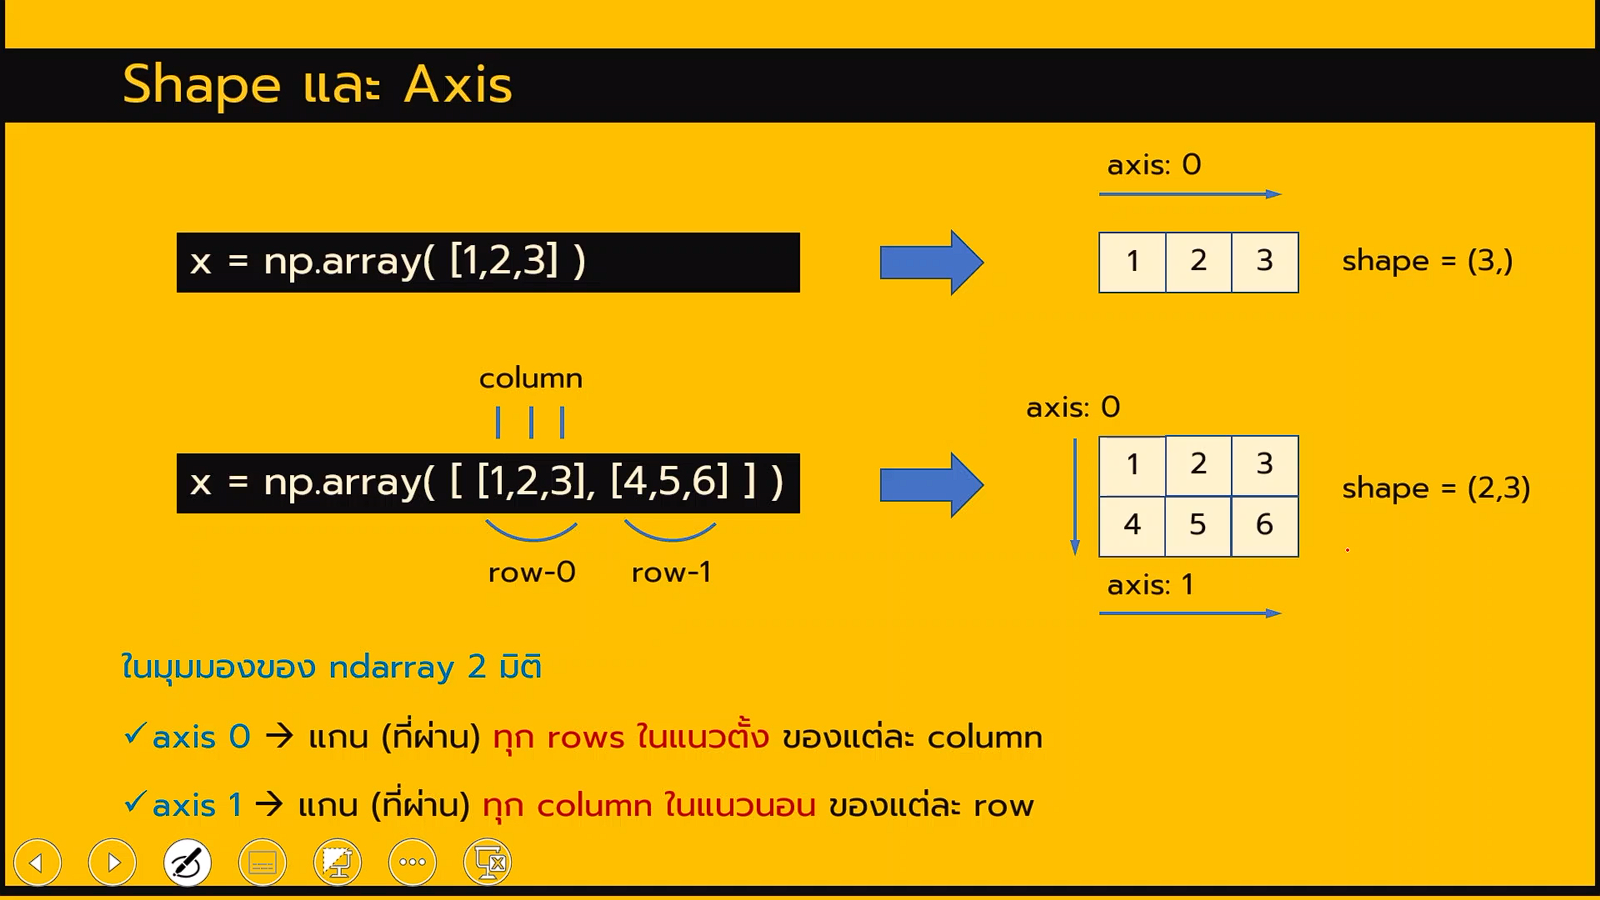 Shape และ Axis
axis: 0
x = np.array( [1,2,3] )
1 2 3
shape = (3,)
column
axis: 0
x = np.array( [ [1,2,3], [4,5,6] ] )
1 2 3
4 5 6
shape = (2,3)
row-0 row-1
axis: 1
ในมุมมองของ ndarray 2 มิติ
✓axis 0 → แกน (ที่ผ่าน) ทุก rows ในแนวตั้ง ของแต่ละ column
✓axis 1 → แกน (ที่ผ่าน) ทุก column ในแนวนอน ของแต่ละ row